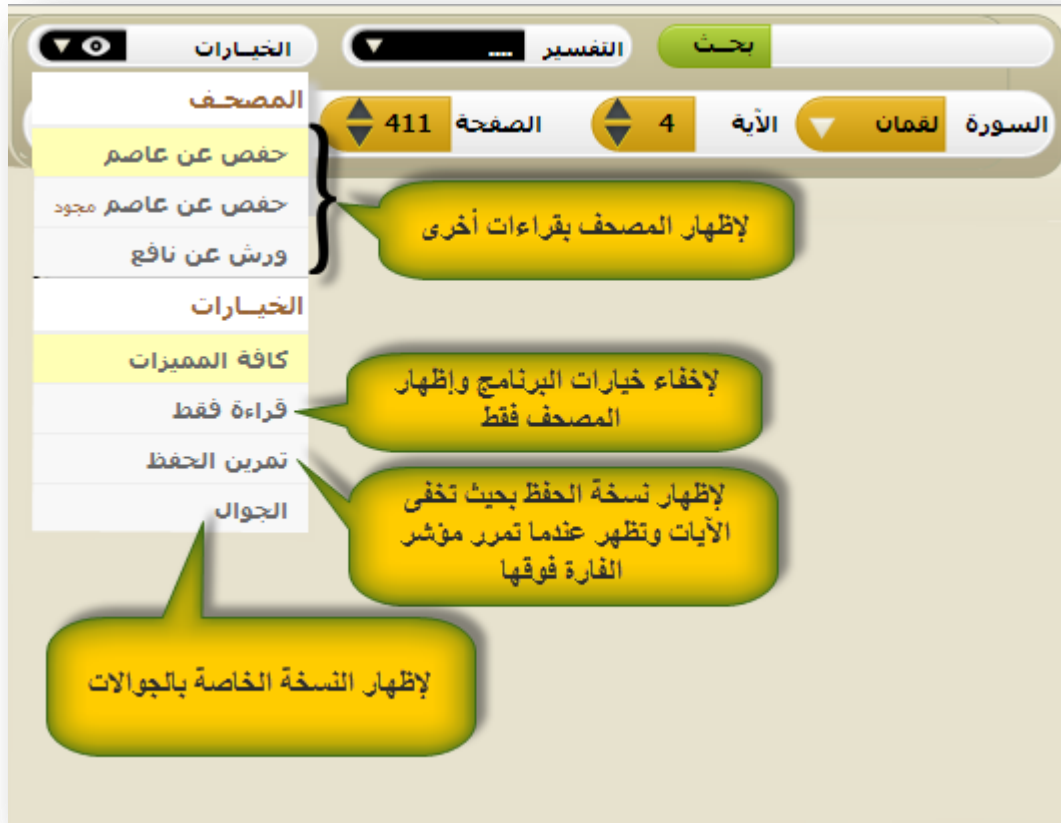 بحـث
التفسير
الخيـارات
السورة لقمان الآية 4 الصفحة 411
المصحـف
حفص عن عاصم
حفص عن عاصم مجود
ورش عن نافع
لإظهار المصحف بقراءات أخرى
الخيــارات
كافة المميزات
قراءة فقط
تمرين الحفظ
الجوال
لإخفاء خيارات البرنامج وإظهار
المصحف فقط
لإظهار نسخة الحفظ بحيث تخفى
الآيات وتظهر عندما تمرر مؤشر
الفارة فوقها
لإظهار النسخة الخاصة بالجوالات